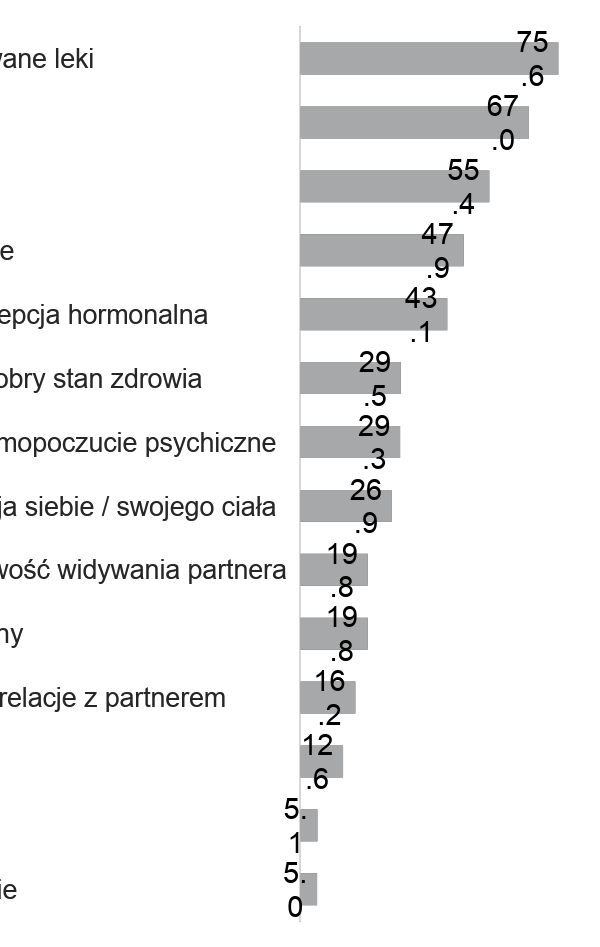 wane leki 75
.6
67
.0
55
.4
e 47
.9
epcja hormonalna 43
.1
obry stan zdrowia 29
.5
mopoczucie psychiczne 29
.3
ja siebie / swojego ciała 26
.9
wość widywania partnera 19
.8
ny 19
.8
relacje z partnerem 16
.2
12
.6
5.
1
ie 5.
0